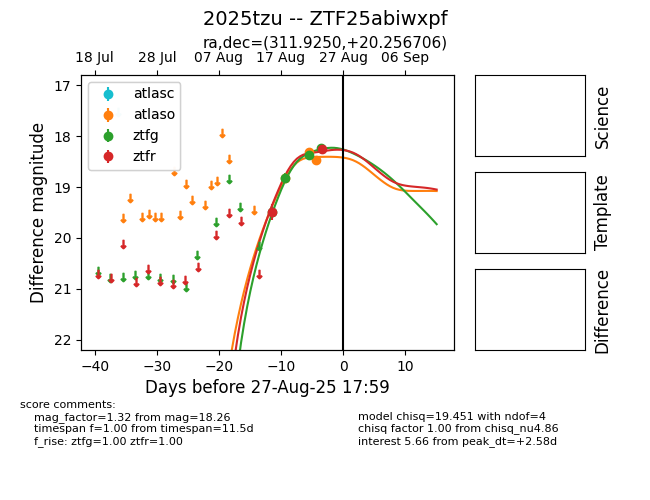 2025tzu -- ZTF25abiwxpf
ra,dec=(311.9250,+20.256706)
18 Jul 28 Jul 07 Aug 17 Aug 27 Aug 06 Sep
17
18
19
20
21
22
Difference magnitude
atlasc
atlaso
ztfg
ztfr
−40 −30 −20 −10 0 10
Days before 27-Aug-25 17:59
Science
Template
Difference
score comments:
mag_factor=1.32 from mag=18.26
timespan f=1.00 from timespan=11.5d
f_rise: ztfg=1.00 ztfr=1.00
model chisq=19.451 with ndof=4
chisq factor 1.00 from chisq_nu4.86
interest 5.66 from peak_dt=+2.58d